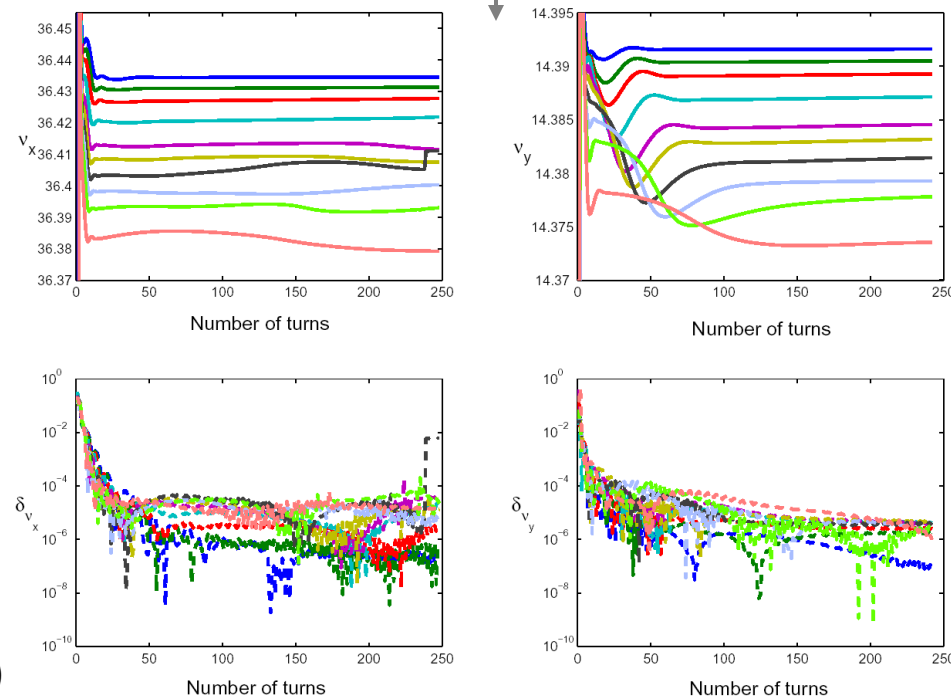 36.45
36.44
36.43
36.42
36.41
36.4
36.39
36.38
36.37
νx
0 50 100 150 200 250
Number of turns
14.395
14.39
14.385
14.38
14.375
14.37
νy
0 50 100 150 200 250
Number of turns
10^0
10^-2
10^-4
10^-6
10^-8
10^-10
δνx
0 50 100 150 200 250
Number of turns
10^0
10^-2
10^-4
10^-6
10^-8
10^-10
δνy
0 50 100 150 200 250
Number of turns
)